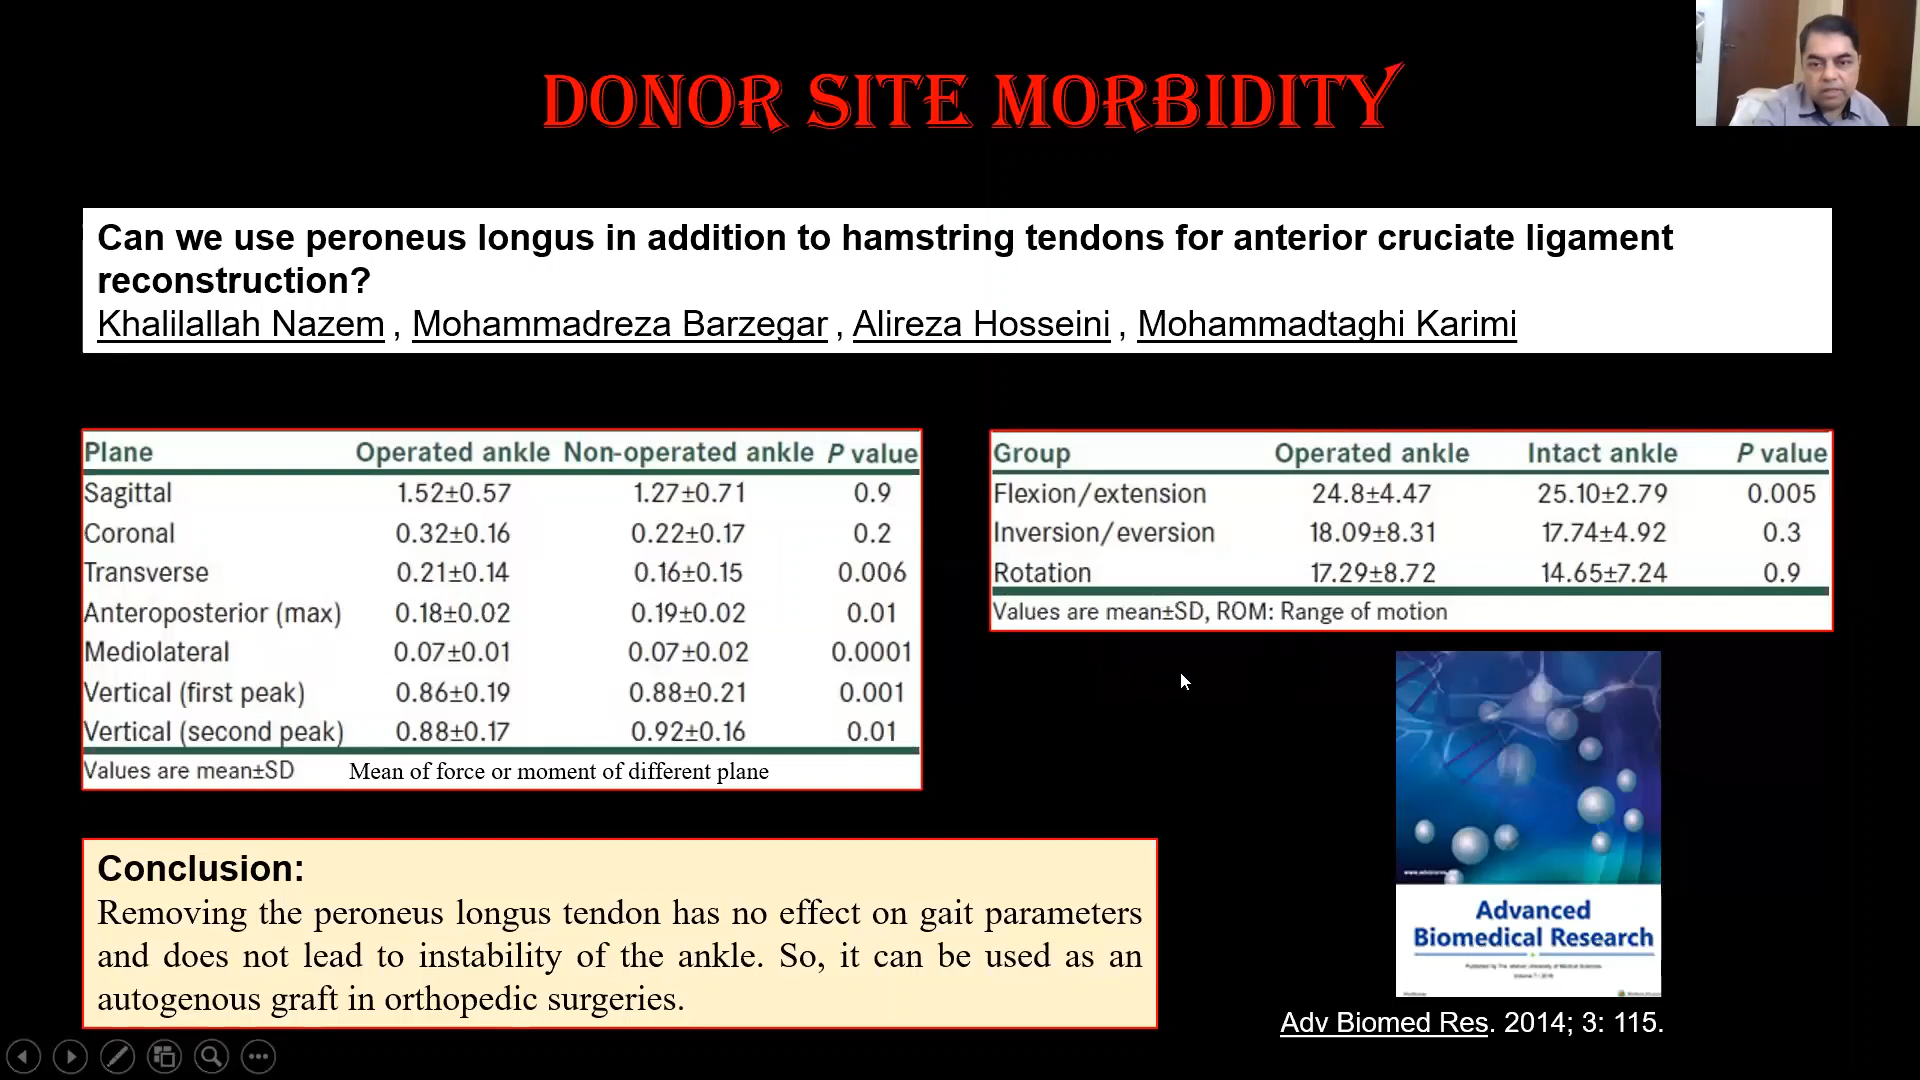 DONOR SITE MORBIDITY
Can we use peroneus longus in addition to hamstring tendons for anterior cruciate ligament
reconstruction?
Khalilallah Nazem , Mohammadreza Barzegar , Alireza Hosseini , Mohammadtaghi Karimi
Plane Operated ankle Non-operated ankle P value
Sagittal 1.52±0.57 1.27±0.71 0.9
Coronal 0.32±0.16 0.22±0.17 0.2
Transverse 0.21±0.14 0.16±0.15 0.006
Anteroposterior (max) 0.18±0.02 0.19±0.02 0.01
Mediolateral 0.07±0.01 0.07±0.02 0.0001
Vertical (first peak) 0.86±0.19 0.88±0.21 0.001
Vertical (second peak) 0.88±0.17 0.92±0.16 0.01
Values are mean±SD Mean of force or moment of different plane
Group Operated ankle Intact ankle P value
Flexion/extension 24.8±4.47 25.10±2.79 0.005
Inversion/eversion 18.09±8.31 17.74±4.92 0.3
Rotation 17.29±8.72 14.65±7.24 0.9
Values are mean±SD, ROM: Range of motion
Conclusion:
Removing the peroneus longus tendon has no effect on gait parameters
and does not lead to instability of the ankle. So, it can be used as an
autogenous graft in orthopedic surgeries.
Advanced
Biomedical Research
Adv Biomed Res. 2014; 3: 115.